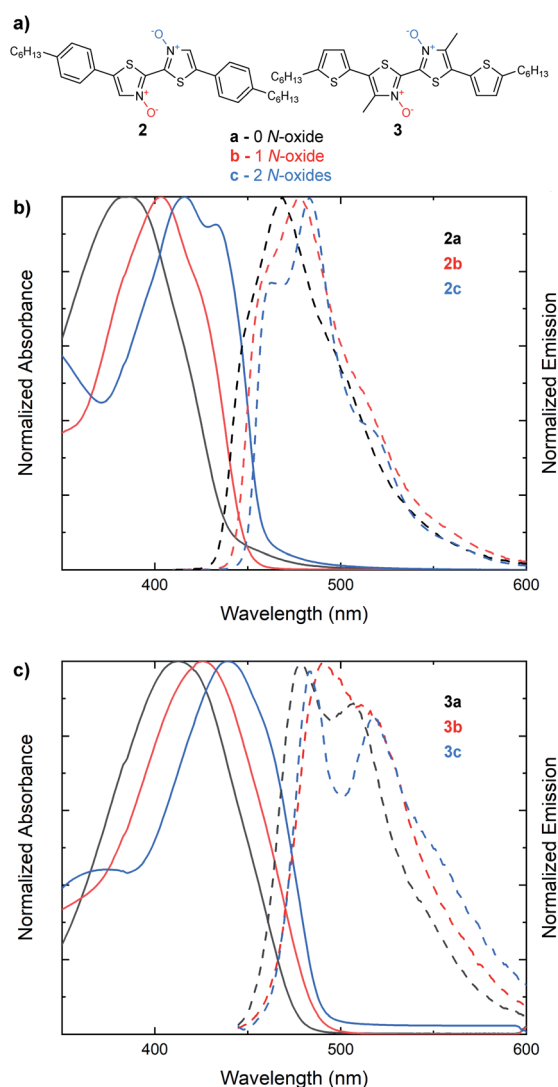 a)
C6H13
S
N+
-O
S
N+
O-
C6H13
2
C6H13
S
S
N+
-O
S
N+
O-
S
C6H13
3
a - 0 N-oxide
b - 1 N-oxide
c - 2 N-oxides
b)
2a
2b
2c
Normalized Absorbance
Normalized Emission
400
500
600
Wavelength (nm)
c)
3a
3b
3c
Normalized Absorbance
Normalized Emission
400
500
600
Wavelength (nm)